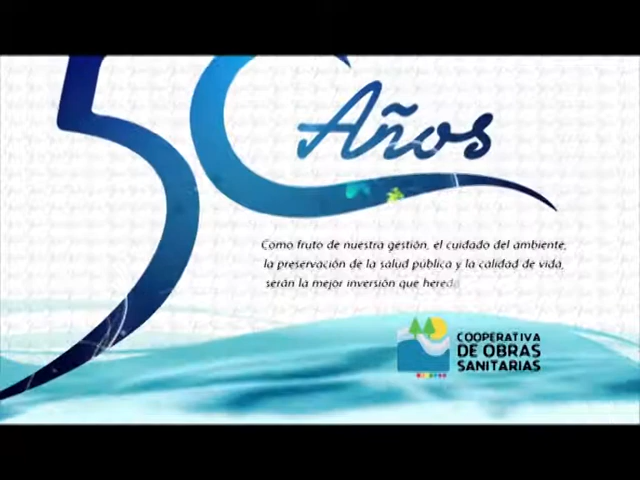 50
Años
Como fruto de nuestra gestión, el cuidado del ambiente,
la preservación de la salud pública y la calidad de vida,
serán la mejor inversión que
COOPERATIVA
DE OBRAS
SANITARIAS